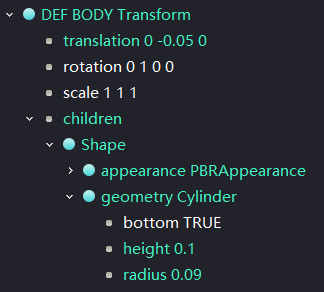 DEF BODY Transform
translation 0 -0.05 0
rotation 0 1 0 0
scale 1 1 1
children
Shape
appearance PBRAppearance
geometry Cylinder
bottom TRUE
height 0.1
radius 0.09